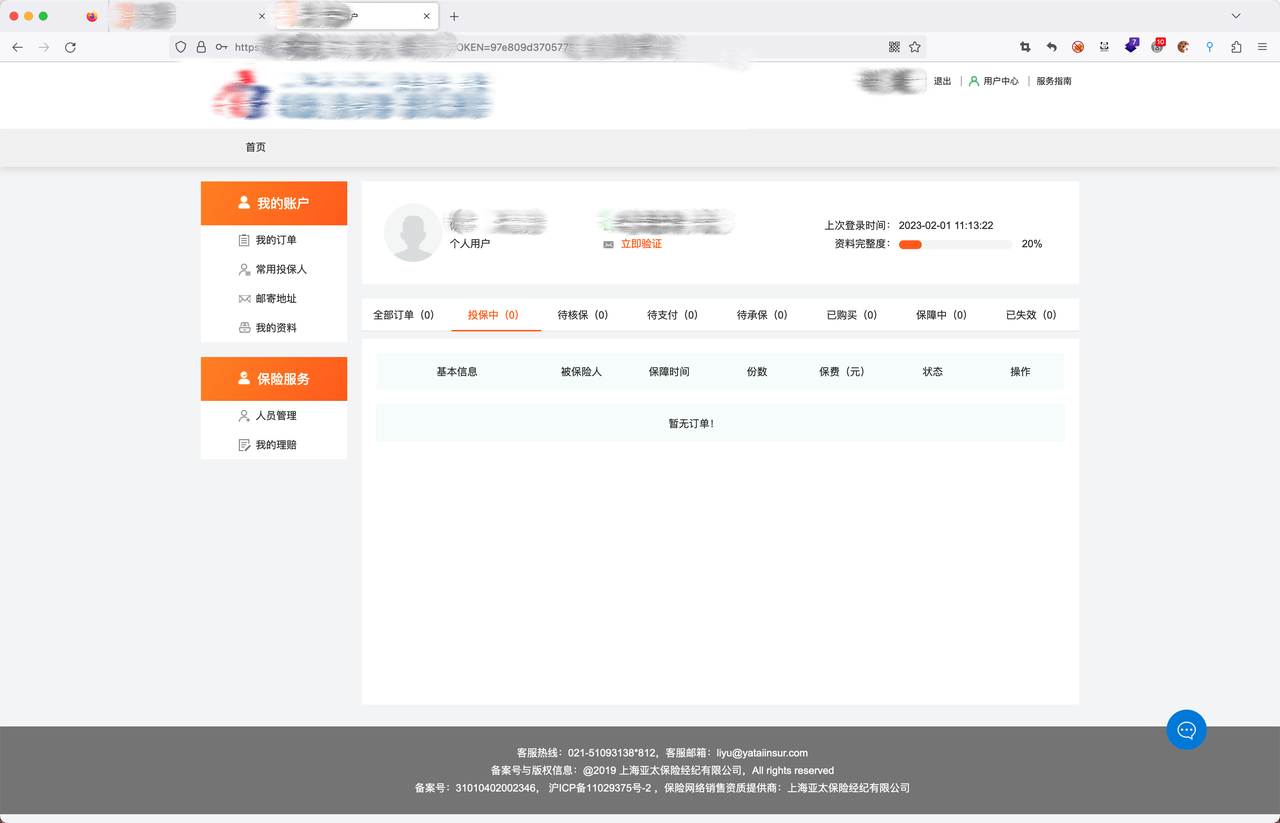 户
https
OKEN=97e809d370577
7
10
退出 | 用户中心 | 服务指南
首页
我的账户
我的订单
常用投保人
邮寄地址
我的资料
保险服务
人员管理
我的理赔
个人用户
立即验证
上次登录时间： 2023-02-01 11:13:22
资料完整度： 20%
全部订单（0） 投保中（0） 待核保（0） 待支付（0） 待承保（0） 已购买（0） 保障中（0） 已失效（0）
基本信息 被保险人 保障时间 份数 保费（元） 状态 操作
暂无订单！
客服热线：021-51093138*812，客服邮箱：liyu@yataiinsur.com
备案号与版权信息：@2019 上海亚太保险经纪有限公司，All rights reserved
备案号：31010402002346， 沪ICP备11029375号-2 ，保险网络销售资质提供商：上海亚太保险经纪有限公司